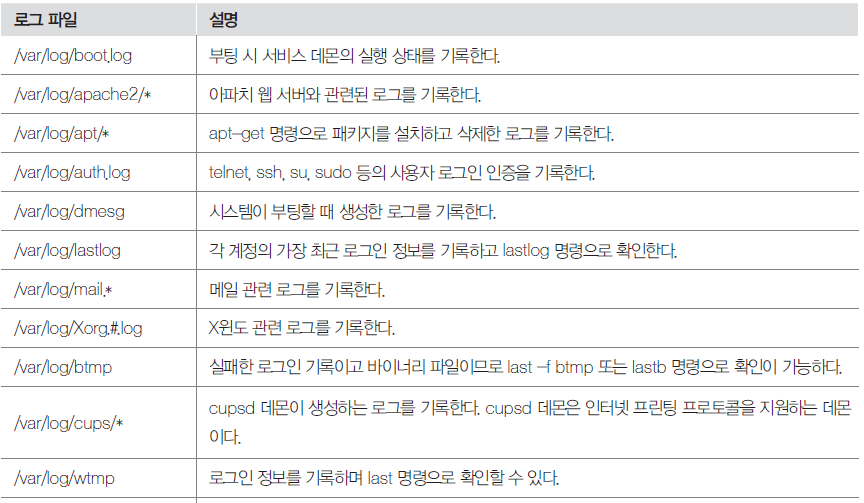 로그 파일 설명
/var/log/boot.log 부팅 시 서비스 데몬의 실행 상태를 기록한다.
/var/log/apache2/* 아파치 웹 서버와 관련된 로그를 기록한다.
/var/log/apt/* apt-get 명령으로 패키지를 설치하고 삭제한 로그를 기록한다.
/var/log/auth.log telnet, ssh, su, sudo 등의 사용자 로그인 인증을 기록한다.
/var/log/dmesg 시스템이 부팅할 때 생성한 로그를 기록한다.
/var/log/lastlog 각 계정의 가장 최근 로그인 정보를 기록하고 lastlog 명령으로 확인한다.
/var/log/mail.* 메일 관련 로그를 기록한다.
/var/log/Xorg.#.log X윈도 관련 로그를 기록한다.
/var/log/btmp 실패한 로그인 기록이고 바이너리 파일이므로 last -f btmp 또는 lastb 명령으로 확인이 가능하다.
/var/log/cups/* cupsd 데몬이 생성하는 로그를 기록한다. cupsd 데몬은 인터넷 프린팅 프로토콜을 지원하는 데몬
이다.
/var/log/wtmp 로그인 정보를 기록하며 last 명령으로 확인할 수 있다.